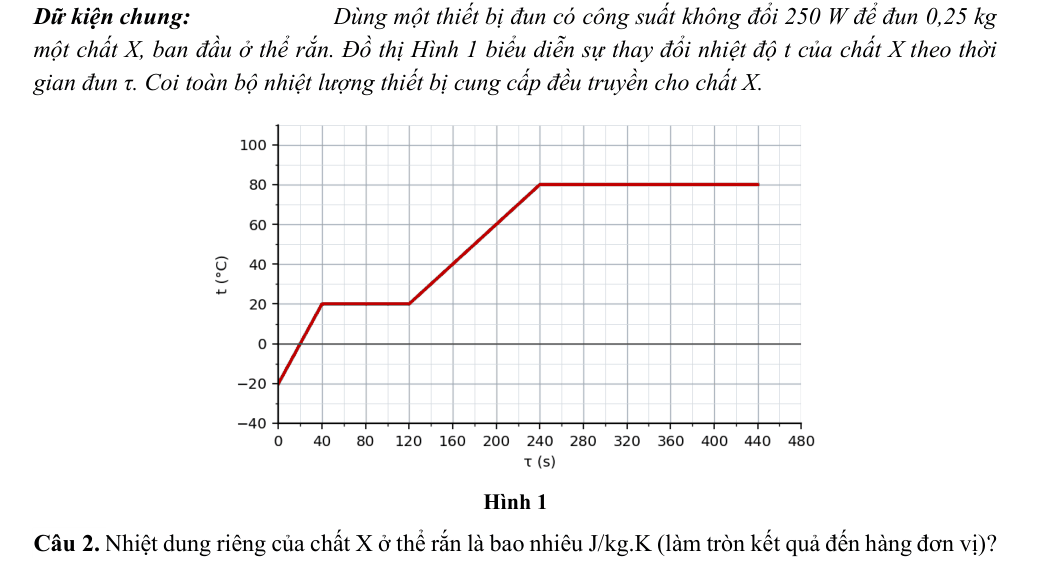 Dữ kiện chung: Dùng một thiết bị đun có công suất không đổi 250 W để đun 0,25 kg
một chất X, ban đầu ở thể rắn. Đồ thị Hình 1 biểu diễn sự thay đổi nhiệt độ t của chất X theo thời
gian đun τ. Coi toàn bộ nhiệt lượng thiết bị cung cấp đều truyền cho chất X.
100
80
60
40
20
0
−20
−40
t (°C)
0 40 80 120 160 200 240 280 320 360 400 440 480
τ (s)
Hình 1
Câu 2. Nhiệt dung riêng của chất X ở thể rắn là bao nhiêu J/kg.K (làm tròn kết quả đến hàng đơn vị)?